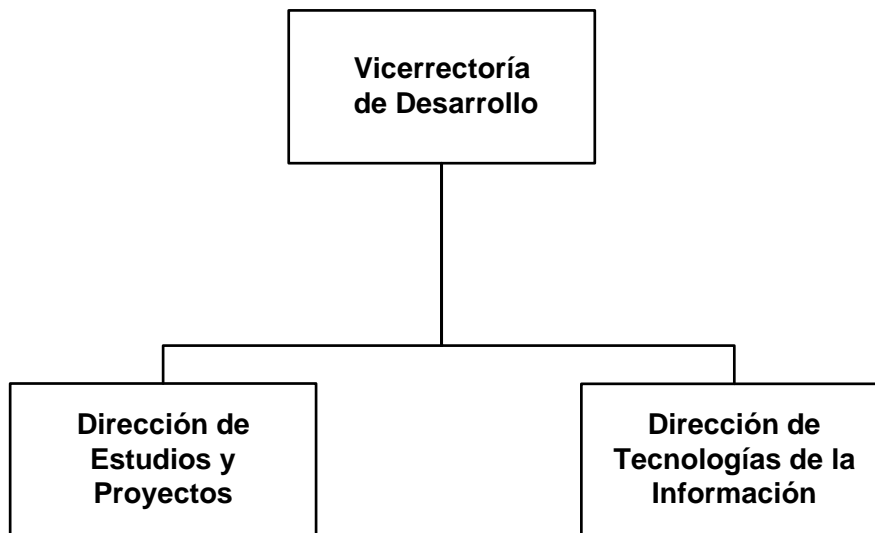 Vicerrectoría
de Desarrollo
Dirección de
Estudios y
Proyectos
Dirección de
Tecnologías de la
Información